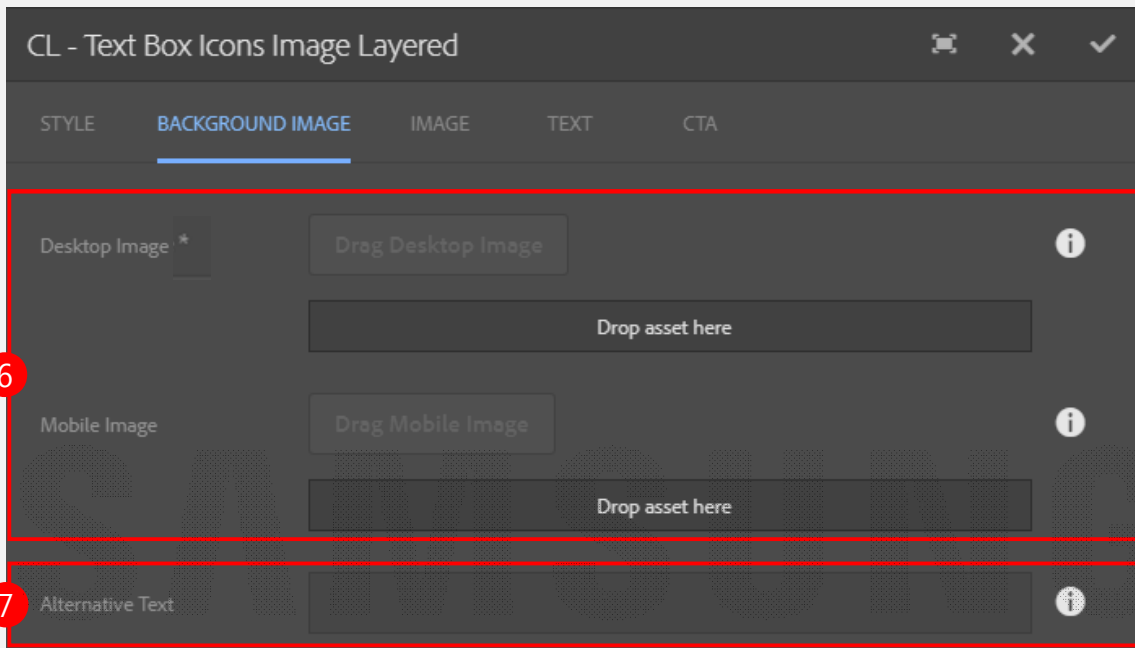 CL - Text Box Icons Image Layered
STYLE BACKGROUND IMAGE IMAGE TEXT CTA
Desktop Image * Drag Desktop Image
Drop asset here
6
Mobile Image Drag Mobile Image
Drop asset here
SAMSUNG
7 Alternative Text